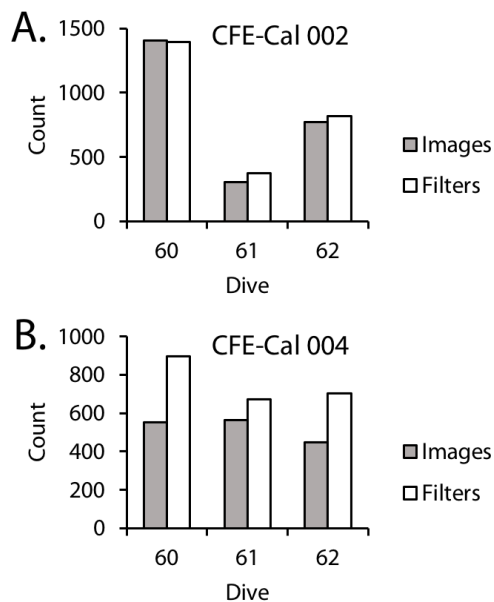 A.
CFE-Cal 002
1500
1000
500
0
Count
60 61 62
Dive
Images
Filters
B.
CFE-Cal 004
1000
800
600
400
200
0
Count
60 61 62
Dive
Images
Filters